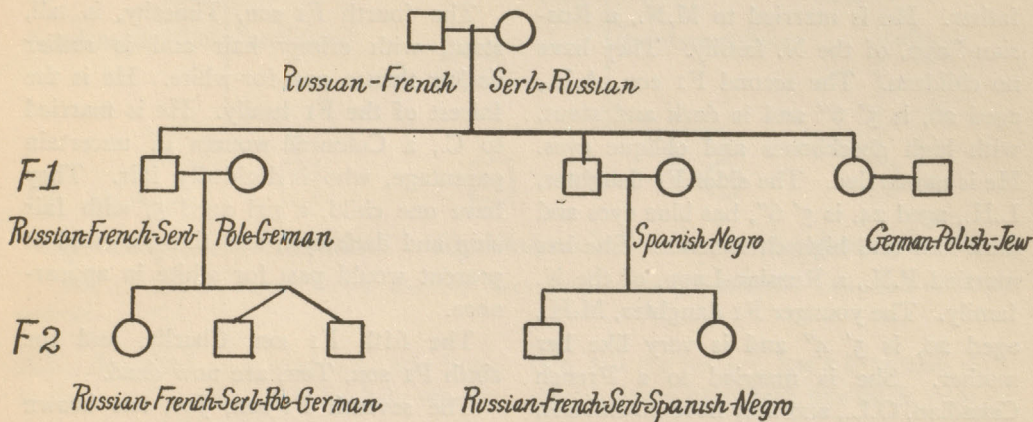 Russian-French Serb-Russian
F1
Russian-French-Serb Pole-German Spanish-Negro German-Polish-Jew
F2
Russian-French-Serb-Poe-German Russian-French-Serb-Spanish-Negro